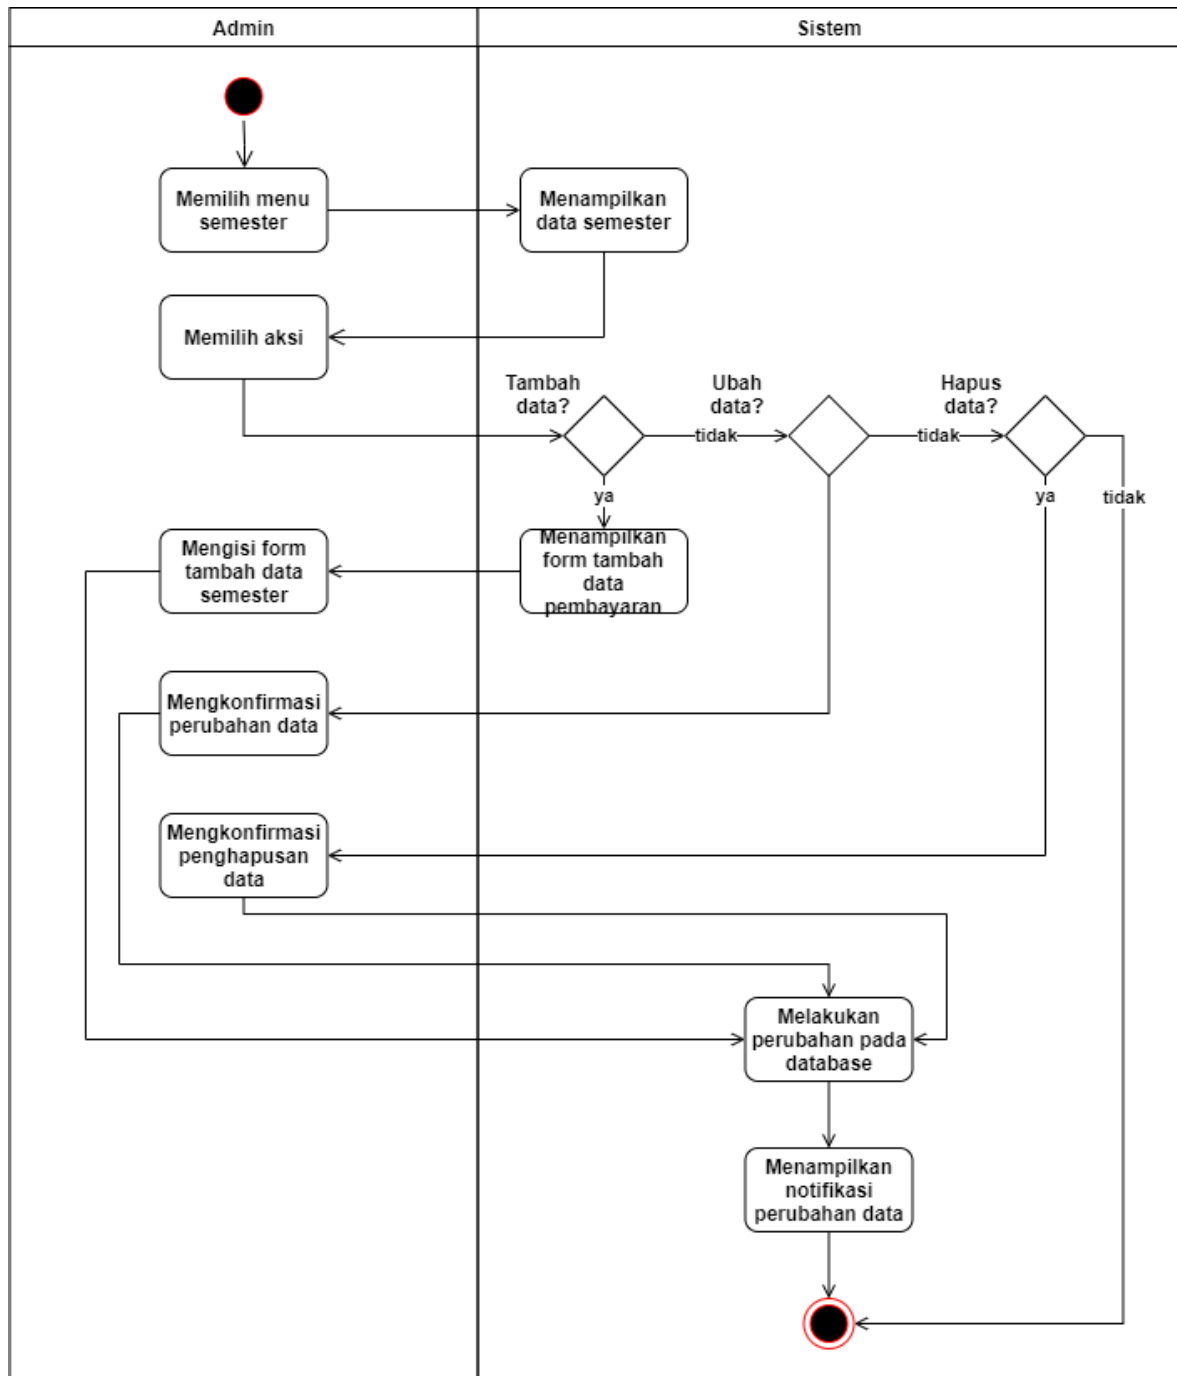 Admin
Sistem
Memilih menu
semester
Menampilkan
data semester
Memilih aksi
Tambah
data?
Ubah
data?
Hapus
data?
tidak
tidak
ya
ya
tidak
Mengisi form
tambah data
semester
Menampilkan
form tambah
data
pembayaran
Mengkonfirmasi
perubahan data
Mengkonfirmasi
penghapusan
data
Melakukan
perubahan pada
database
Menampilkan
notifikasi
perubahan data